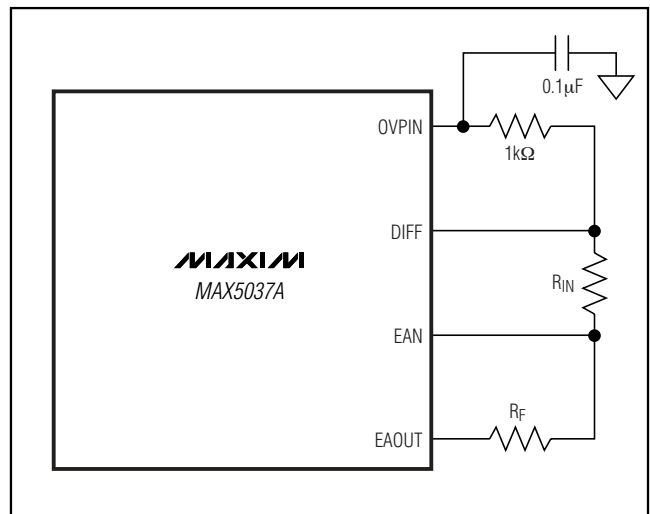 0.1µF
OVPIN
1kΩ
DIFF
MAXIM
MAX5037A
RIN
EAN
RF
EAOUT